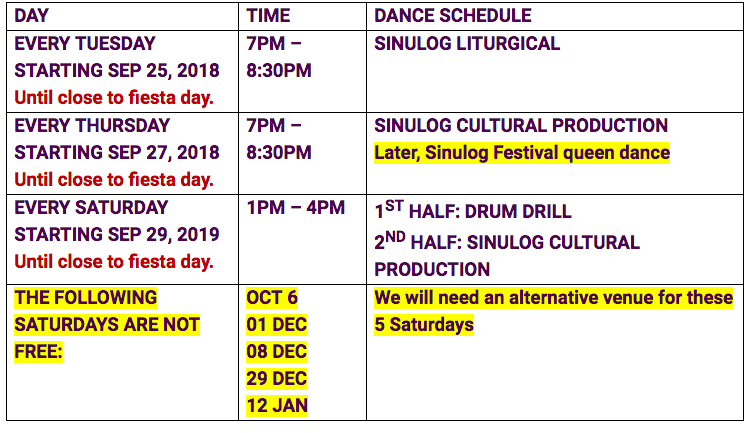 DAY TIME DANCE SCHEDULE
EVERY TUESDAY 7PM – SINULOG LITURGICAL
STARTING SEP 25, 2018 8:30PM
Until close to fiesta day.
EVERY THURSDAY 7PM – SINULOG CULTURAL PRODUCTION
STARTING SEP 27, 2018 8:30PM Later, Sinulog Festival queen dance
Until close to fiesta day.
EVERY SATURDAY 1PM – 4PM 1ST HALF: DRUM DRILL
STARTING SEP 29, 2019 2ND HALF: SINULOG CULTURAL
Until close to fiesta day. PRODUCTION
THE FOLLOWING OCT 6 We will need an alternative venue for these
SATURDAYS ARE NOT 01 DEC 5 Saturdays
FREE: 08 DEC
29 DEC
12 JAN